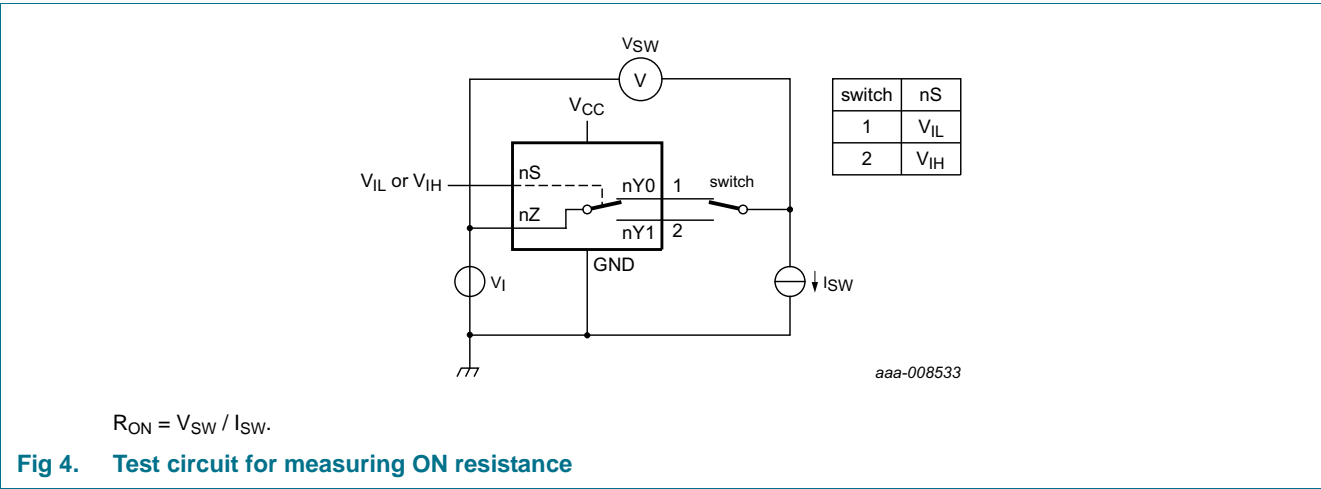 VSW
V
switch nS
1 VIL
2 VIH
VCC
VIL or VIH
nS
nY0 1 switch
nZ
nY1 2
GND
VI
ISW
aaa-008533
RON = VSW / ISW.
Fig 4. Test circuit for measuring ON resistance